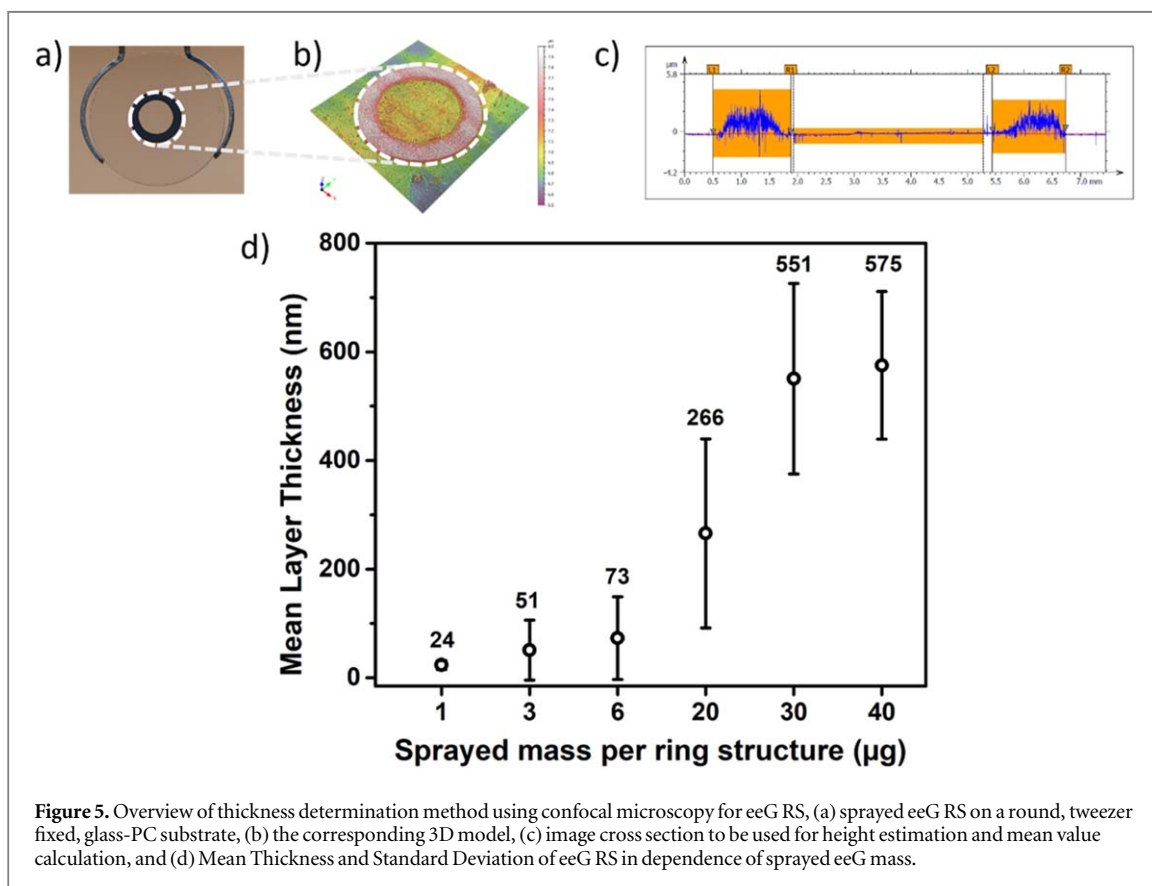 a)
b)
c)
µm
5.8
0
-4.2
L1
R1
L2
R2
0.0 0.5 1.0 1.5 2.0 2.5 3.0 3.5 4.0 4.5 5.0 5.5 6.0 6.5 7.0 mm
d)
Mean Layer Thickness (nm)
800
600
400
200
0
24
51
73
266
551
575
1 3 6 20 30 40
Sprayed mass per ring structure (µg)
Figure 5. Overview of thickness determination method using confocal microscopy for eeG RS, (a) sprayed eeG RS on a round, tweezer
fixed, glass-PC substrate, (b) the corresponding 3D model, (c) image cross section to be used for height estimation and mean value
calculation, and (d) Mean Thickness and Standard Deviation of eeG RS in dependence of sprayed eeG mass.